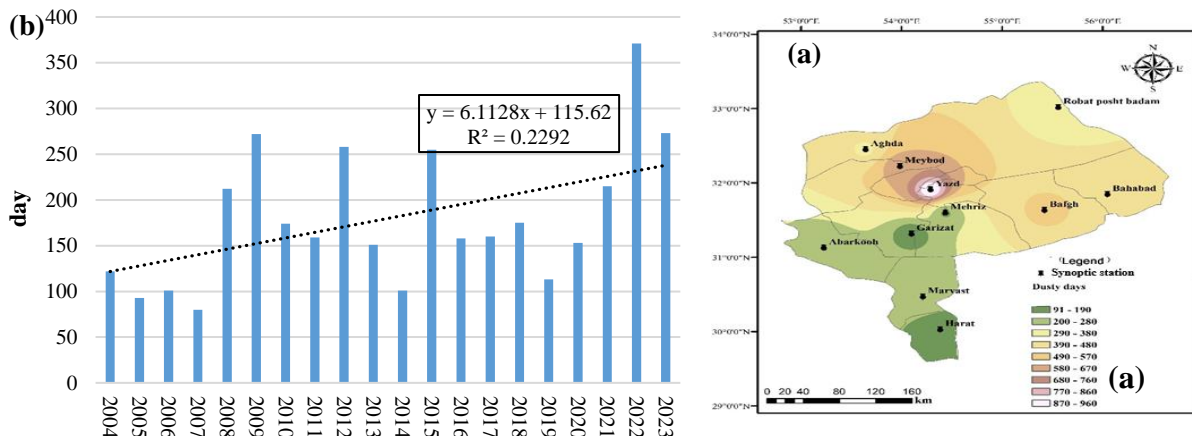 (b)
400
350
300
250
200
150
100
50
0
day
y = 6.1128x + 115.62
R² = 0.2292
2004
2005
2006
2007
2008
2009
2010
2011
2012
2013
2014
2015
2016
2017
2018
2019
2020
2021
2022
2023
53°0'0"E
54°0'0"E
55°0'0"E
56°0'0"E
34°0'0"N
33°0'0"N
32°0'0"N
31°0'0"N
30°0'0"N
29°0'0"N
(a)
N
W
E
S
Robat posht badam
Aghda
Meybod
Yazd
Bahabad
Bafgh
Mehriz
Garizat
Abarkooh
Marvast
Harat
(Legend)
Synoptic station
Dusty days
91 - 190
200 - 280
290 - 380
390 - 480
490 - 570
580 - 670
680 - 760
770 - 860
870 - 960
0 20 40 80 120 160
km
(a)